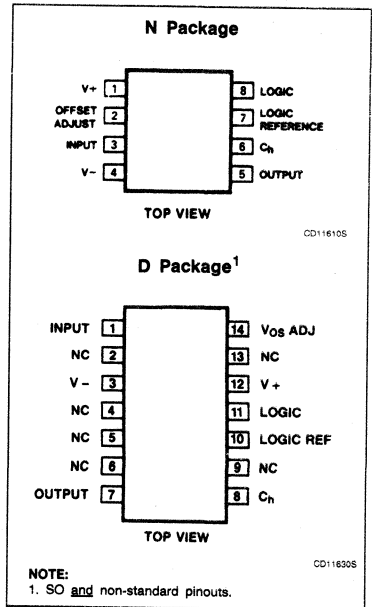 N Package
V+ 1
8 LOGIC
OFFSET
ADJUST 2
7 LOGIC
REFERENCE
INPUT 3
6 Ch
V− 4
5 OUTPUT
TOP VIEW
CD11610S
D Package1
INPUT 1
14 VOS ADJ
NC 2
13 NC
V − 3
12 V +
NC 4
11 LOGIC
NC 5
10 LOGIC REF
NC 6
9 NC
OUTPUT 7
8 Ch
TOP VIEW
CD11630S
NOTE:
1. SO and non-standard pinouts.